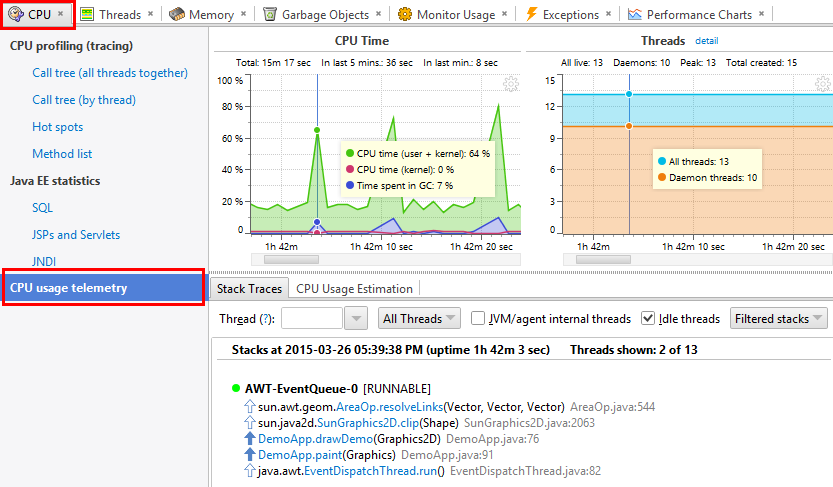 CPU × Threads × Memory × Garbage Objects × Monitor Usage × Exceptions × Performance Charts ×
CPU profiling (tracing)
Call tree (all threads together)
Call tree (by thread)
Hot spots
Method list
Java EE statistics
SQL
JSPs and Servlets
JNDI
CPU usage telemetry
CPU Time
Total: 15m 17 sec In last 5 mins.: 36 sec In last min.: 8 sec
100 %
80 %
60 %
40 %
20 %
0
CPU time (user + kernel): 64 %
CPU time (kernel): 0 %
Time spent in GC: 7 %
1h 42m 1h 42m 10 sec 1h 42m 20 sec
Threads detail
All live: 13 Daemons: 10 Peak: 13 Total created: 15
15
12
9
6
3
0
All threads: 13
Daemon threads: 10
1h 42m 1h 42m 10 sec 1h 42m 20 sec
Stack Traces CPU Usage Estimation
Thread (?): All Threads JVM/agent internal threads Idle threads Filtered stacks
Stacks at 2015-03-26 05:39:38 PM (uptime 1h 42m 3 sec) Threads shown: 2 of 13
AWT-EventQueue-0 [RUNNABLE]
sun.awt.geom.AreaOp.resolveLinks(Vector, Vector, Vector) AreaOp.java:544
sun.java2d.SunGraphics2D.clip(Shape) SunGraphics2D.java:2063
DemoApp.drawDemo(Graphics2D) DemoApp.java:76
DemoApp.paint(Graphics) DemoApp.java:91
java.awt.EventDispatchThread.run() EventDispatchThread.java:82